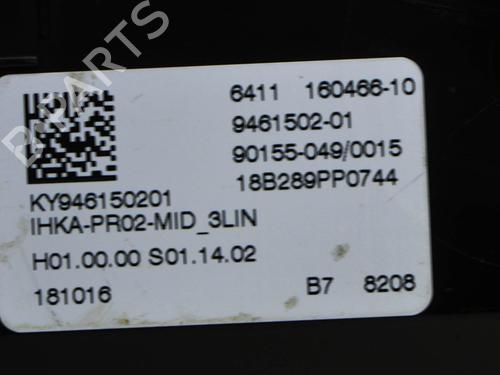 6411 160466-10
9461502-01
90155-049/0015
18B289PP0744
KY946150201
IHKA-PR02-MID_3LIN
H01.00.00 S01.14.02
181016 B7 8208
B-PARTS